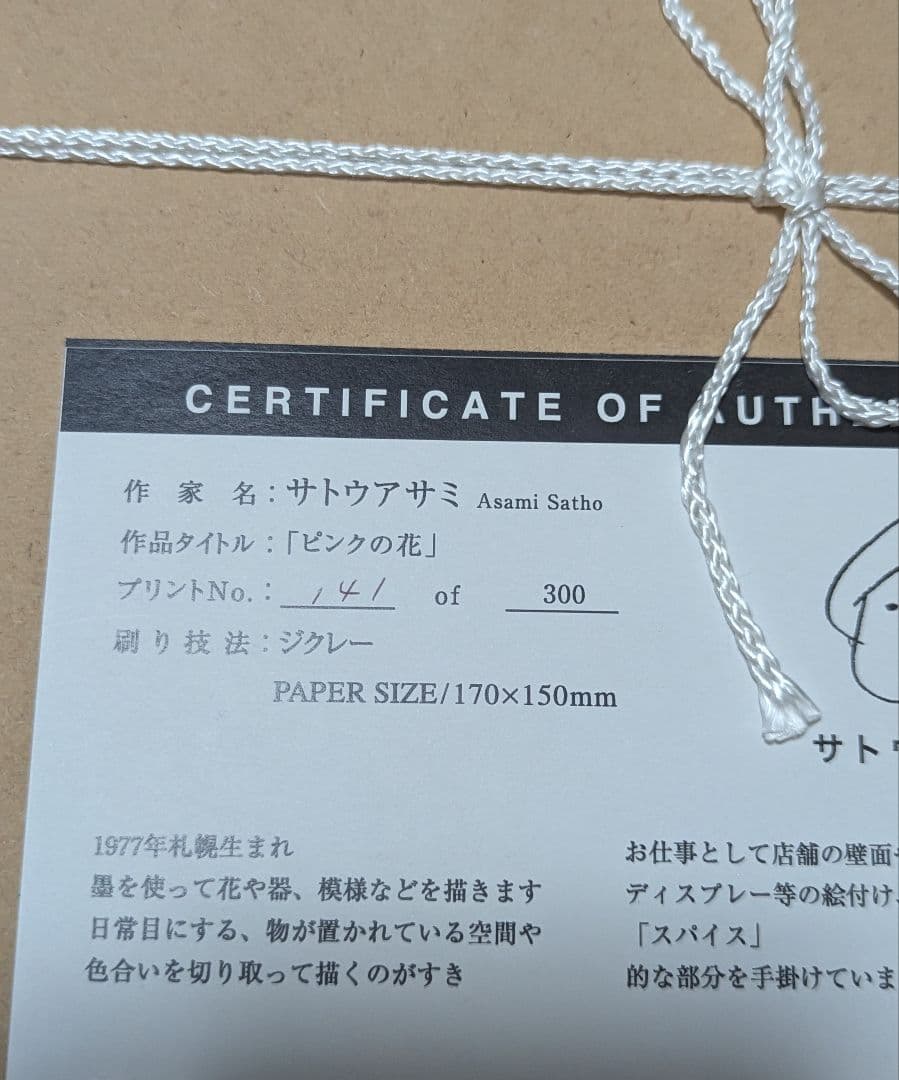 CERTIFICATE OF
作家名：サトウアサミ Asami Satho
作品タイトル：「ピンクの花」
プリントNo.： 141 of 300
刷り技法：ジクレー
PAPER SIZE/170×150mm
サト
1977年札幌生まれ
墨を使って花や器、模様などを描きます
日常目にする、物が置かれている空間や
色合いを切り取って描くのがすき
お仕事として店舗の壁面
ディスプレー等の絵付け
「スパイス」
的な部分を手掛けていま